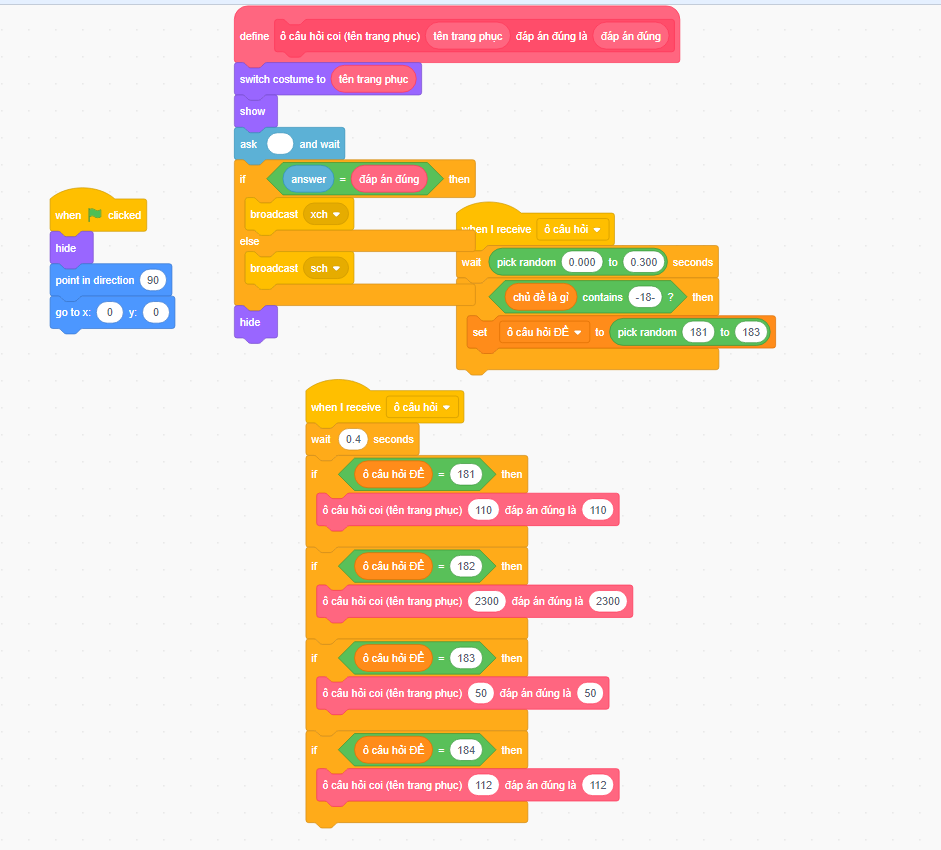 define ô câu hỏi coi (tên trang phục) tên trang phục đáp án đúng là đáp án đúng
switch costume to tên trang phục
show
ask and wait
if answer = đáp án đúng then
broadcast xch
else
broadcast sch
hide
when clicked
hide
point in direction 90
go to x: 0 y: 0
when I receive ô câu hỏi
wait pick random 0.000 to 0.300 seconds
chủ đề là gì contains -18- ? then
set ô câu hỏi ĐỀ to pick random 181 to 183
when I receive ô câu hỏi
wait 0.4 seconds
if ô câu hỏi ĐỀ = 181 then
ô câu hỏi coi (tên trang phục) 110 đáp án đúng là 110
if ô câu hỏi ĐỀ = 182 then
ô câu hỏi coi (tên trang phục) 2300 đáp án đúng là 2300
if ô câu hỏi ĐỀ = 183 then
ô câu hỏi coi (tên trang phục) 50 đáp án đúng là 50
if ô câu hỏi ĐỀ = 184 then
ô câu hỏi coi (tên trang phục) 112 đáp án đúng là 112